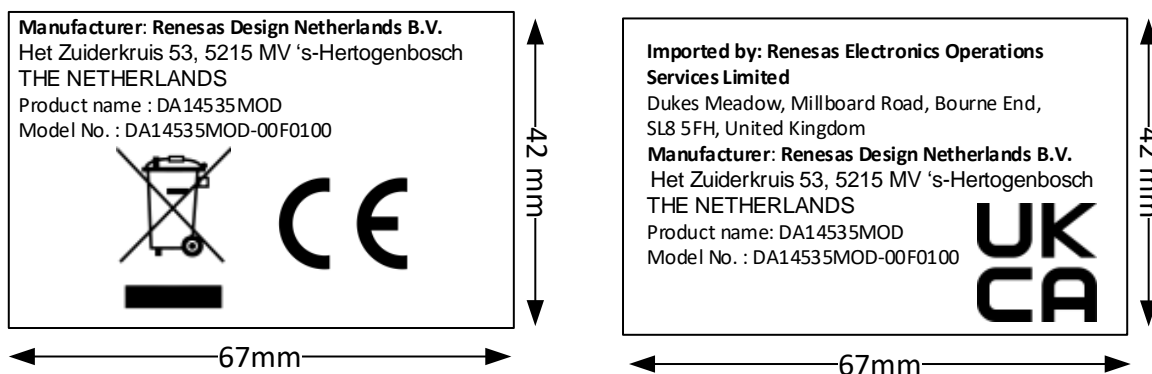 Manufacturer: Renesas Design Netherlands B.V.
Het Zuiderkruis 53, 5215 MV ‘s-Hertogenbosch
THE NETHERLANDS
Product name : DA14535MOD
Model No. : DA14535MOD-00F0100
CE
42 mm
67mm
Imported by: Renesas Electronics Operations
Services Limited
Dukes Meadow, Millboard Road, Bourne End,
SL8 5FH, United Kingdom
Manufacturer: Renesas Design Netherlands B.V.
Het Zuiderkruis 53, 5215 MV ‘s-Hertogenbosch
THE NETHERLANDS
Product name: DA14535MOD
Model No. : DA14535MOD-00F0100
UK
CA
42 mm
67mm